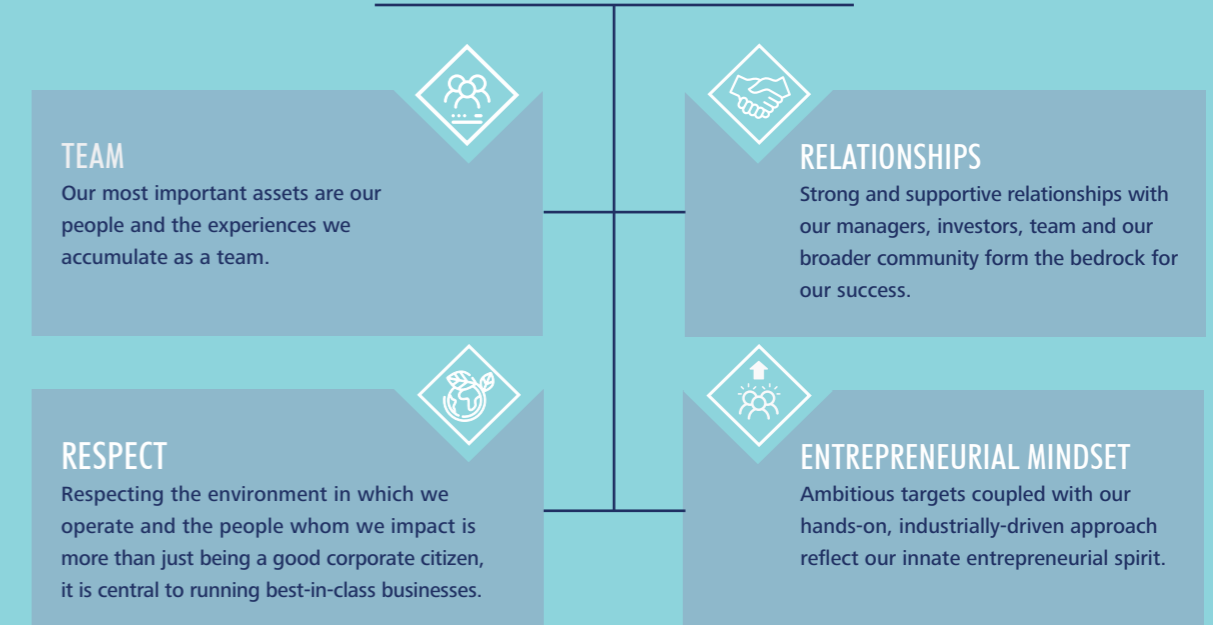 TEAM
Our most important assets are our
people and the experiences we
accumulate as a team.
RELATIONSHIPS
Strong and supportive relationships with
our managers, investors, team and our
broader community form the bedrock for
our success.
RESPECT
Respecting the environment in which we
operate and the people whom we impact is
more than just being a good corporate citizen,
it is central to running best-in-class businesses.
ENTREPRENEURIAL MINDSET
Ambitious targets coupled with our
hands-on, industrially-driven approach
reflect our innate entrepreneurial spirit.